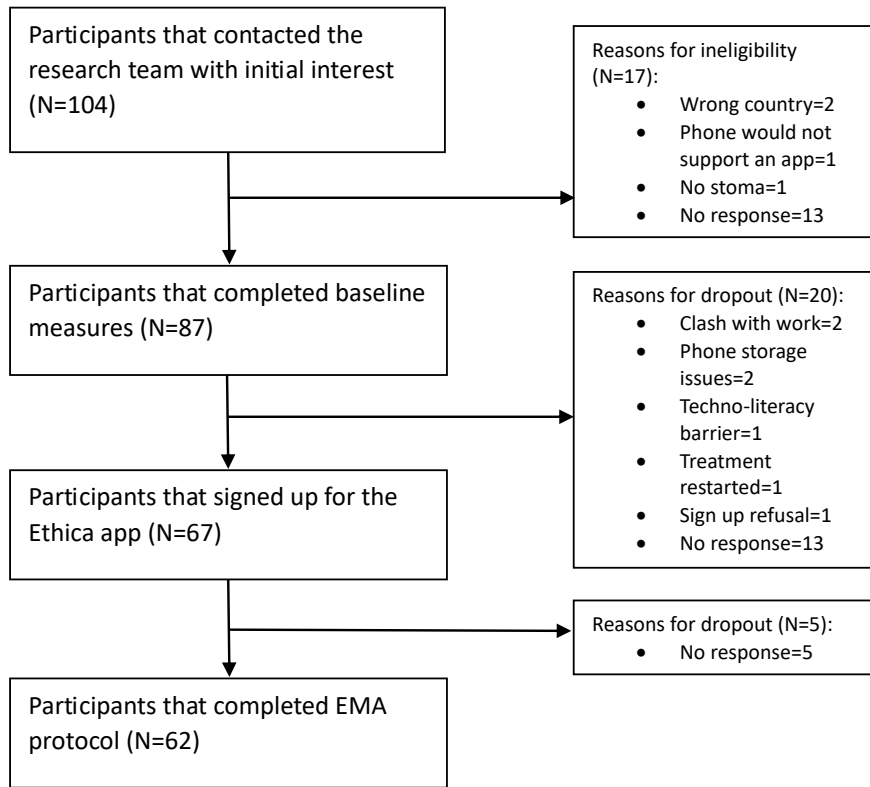 Participants that contacted the
research team with initial interest
(N=104)
Reasons for ineligibility
(N=17):
• Wrong country=2
• Phone would not
support an app=1
• No stoma=1
• No response=13
Participants that completed baseline
measures (N=87)
Reasons for dropout (N=20):
• Clash with work=2
• Phone storage
issues=2
• Techno-literacy
barrier=1
• Treatment
restarted=1
• Sign up refusal=1
• No response=13
Participants that signed up for the
Ethica app (N=67)
Reasons for dropout (N=5):
• No response=5
Participants that completed EMA
protocol (N=62)